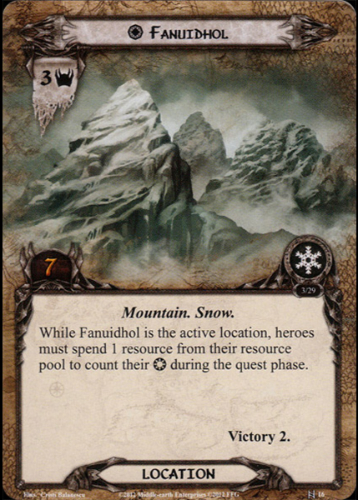 Fanuidhol
3
7
3/29
Mountain. Snow.
While Fanuidhol is the active location, heroes
must spend 1 resource from their resource
pool to count their during the quest phase.
Victory 2.
LOCATION